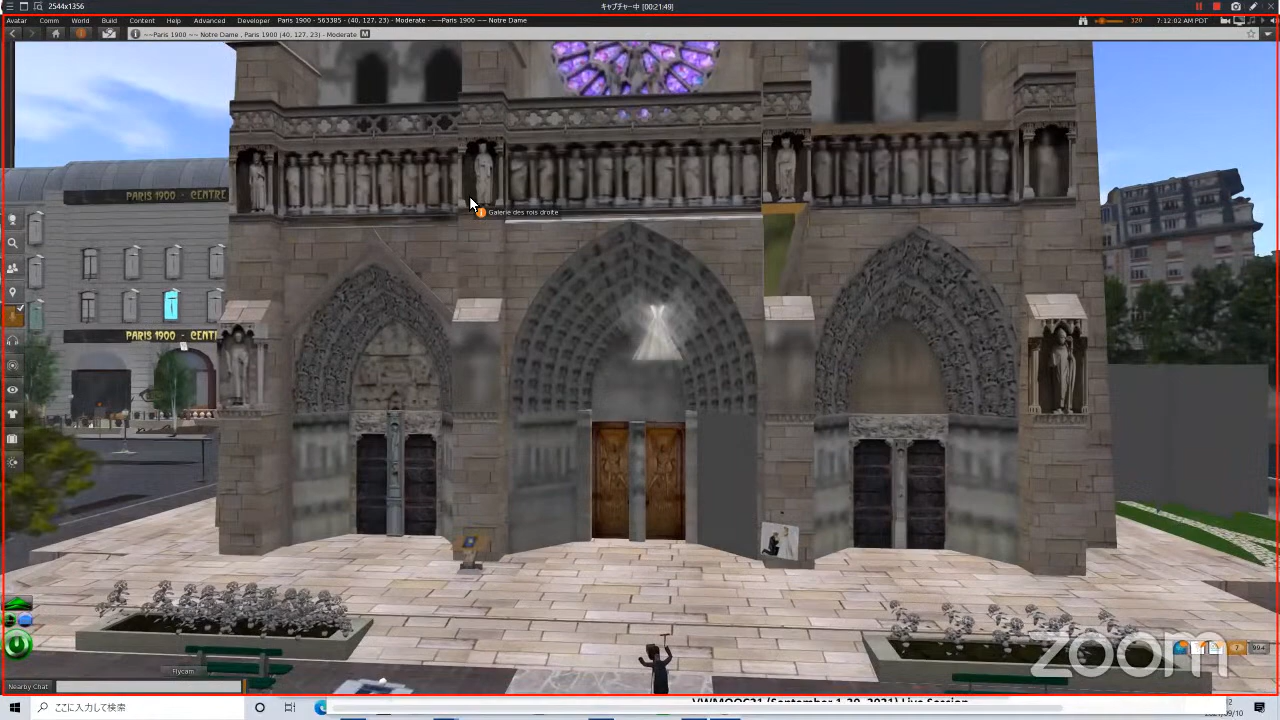 2544x1356
キャプチャー中 [00:21:49]
Avatar Comm World Build Content Help Advanced Developer Paris 1900 - 563385 - (40, 127, 23) - Moderate - ~~Paris 1900 ~~ Notre Dame
320
7:12:02 AM PDT
~~Paris 1900 ~~ Notre Dame , Paris 1900 (40, 127, 23) - Moderate M
PARIS 1900 - CENTRE
Galerie des rois droite
PARIS 1900 - CENT
zoom
Flycam
Nearby Chat
ここに入力して検索
VWMOOC21 (September 1-30, 2021) Live Session